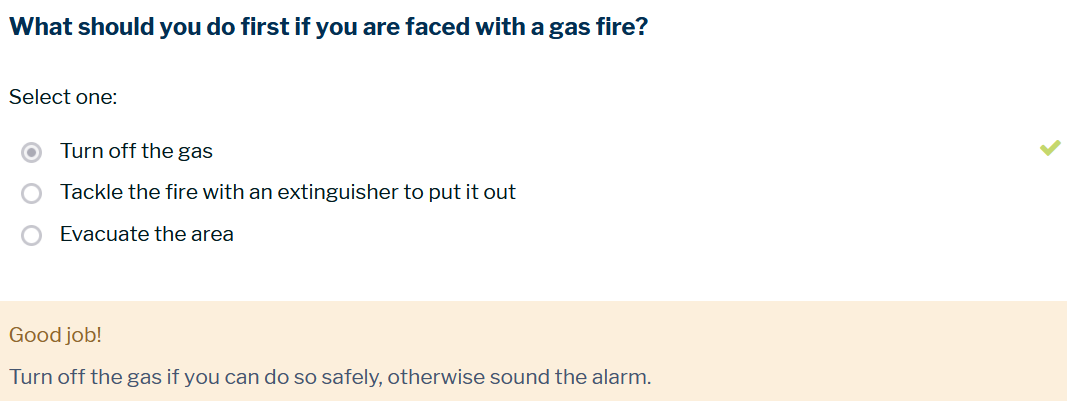 What should you do first if you are faced with a gas fire?
Select one:
Turn off the gas
Tackle the fire with an extinguisher to put it out
Evacuate the area
Good job!
Turn off the gas if you can do so safely, otherwise sound the alarm.